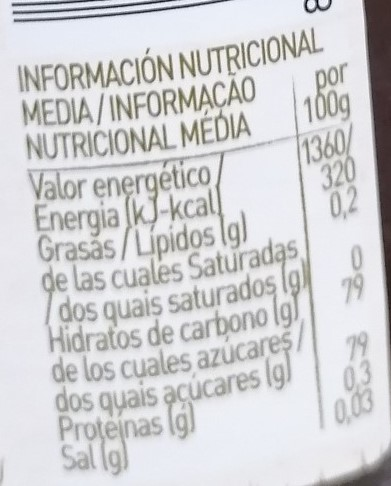 INFORMACIÓN NUTRICIONAL
MEDIA / INFORMAÇÃO por
NUTRICIONAL MÉDIA 100g
Valor energético / 1360/
Energia (kJ-kcal) 320
Grasas / Lípidos (g) 0,2
de las cuales Saturadas
/ dos quais saturados (g) 0
Hidratos de carbono (g) 79
de los cuales azúcares /
dos quais açúcares (g) 79
Proteínas (g) 0,3
Sal (g) 0,03